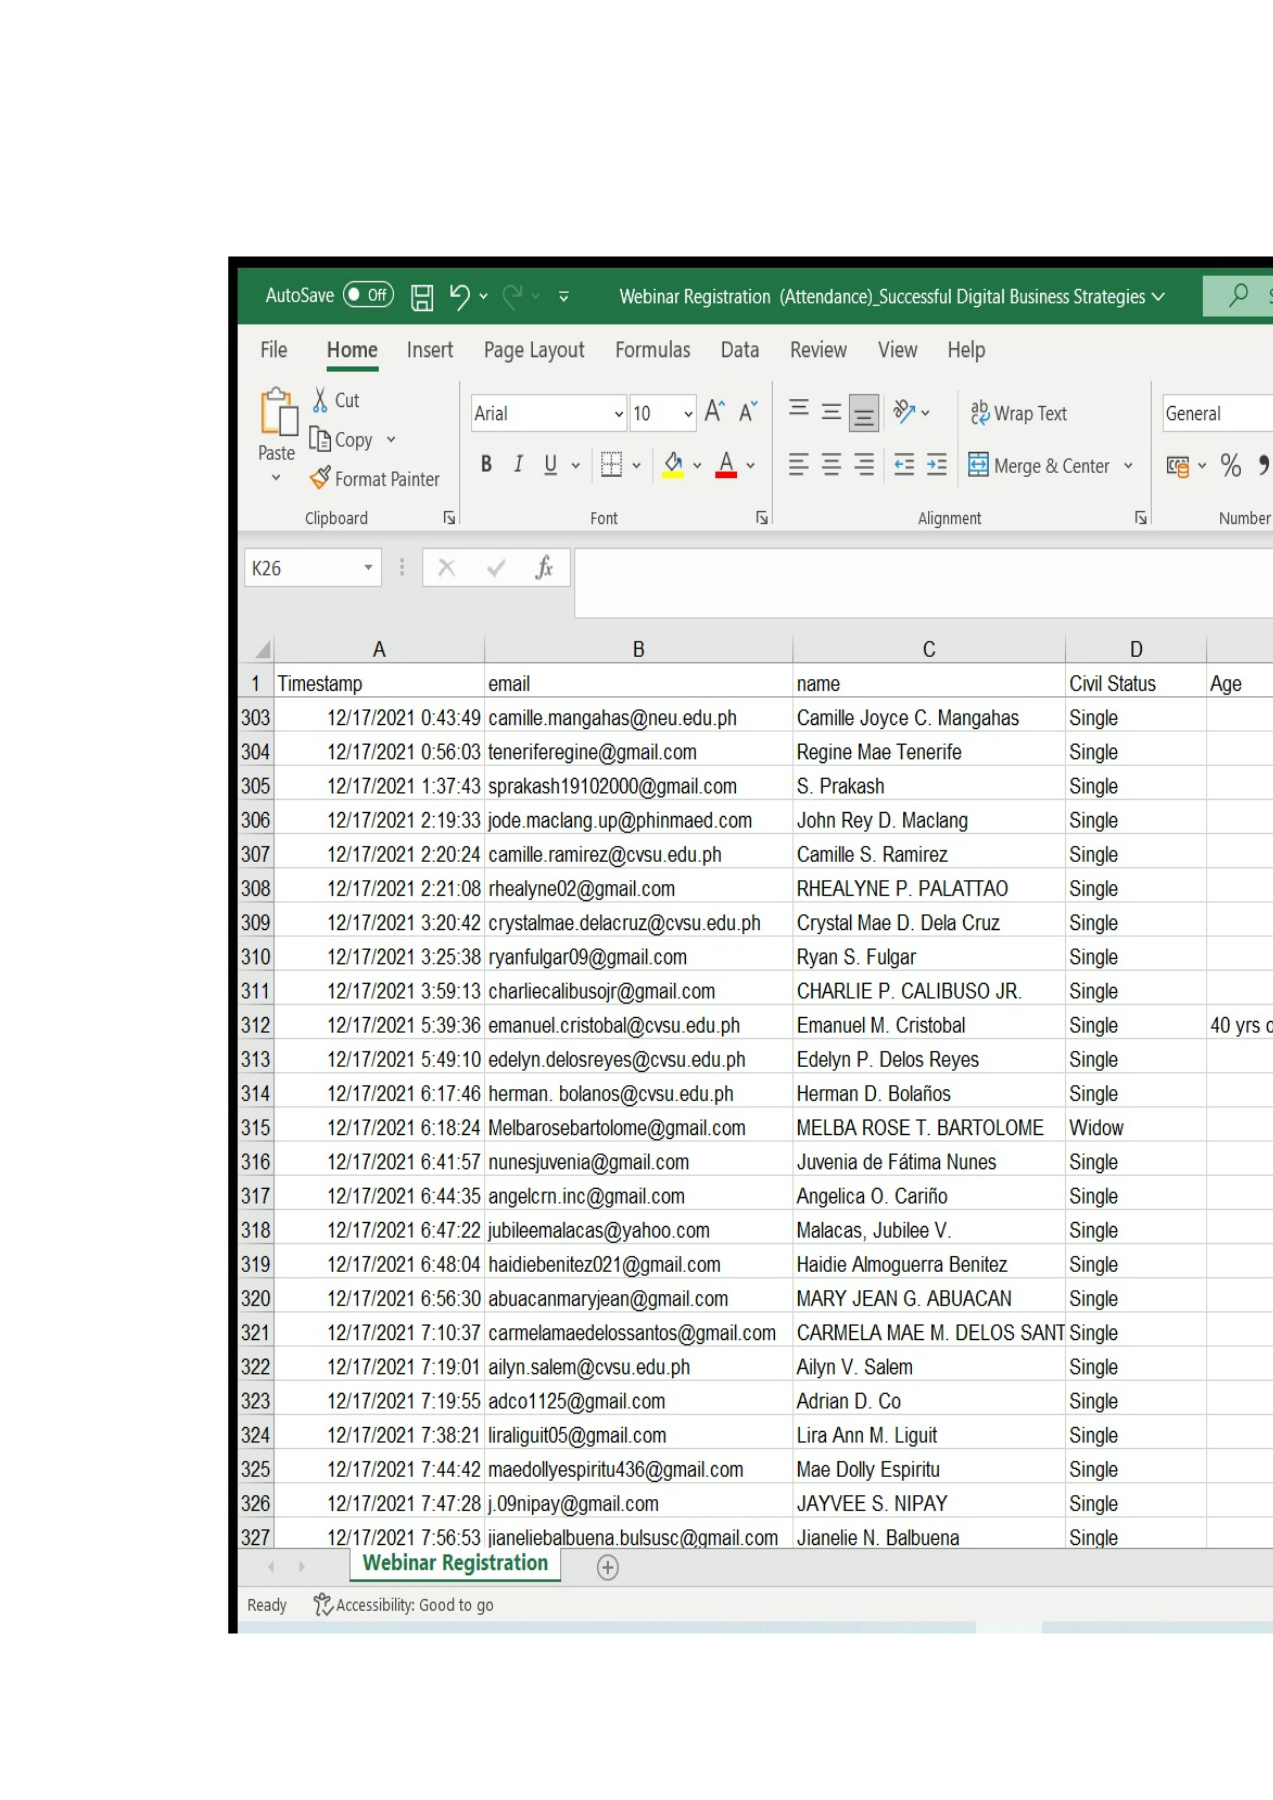 AutoSave Off Webinar Registration (Attendance)_Successful Digital Business Strategies
File Home Insert Page Layout Formulas Data Review View Help
Paste Cut Copy Format Painter
Arial 10
B I U A
ab Wrap Text
Merge & Center
General
%
Clipboard Font Alignment Number
K26 fx
A B C D
1 Timestamp email name Civil Status Age
303 12/17/2021 0:43:49 camille.mangahas@neu.edu.ph Camille Joyce C. Mangahas Single
304 12/17/2021 0:56:03 teneriferegine@gmail.com Regine Mae Tenerife Single
305 12/17/2021 1:37:43 sprakash19102000@gmail.com S. Prakash Single
306 12/17/2021 2:19:33 jode.maclang.up@phinmaed.com John Rey D. Maclang Single
307 12/17/2021 2:20:24 camille.ramirez@cvsu.edu.ph Camille S. Ramirez Single
308 12/17/2021 2:21:08 rhealyne02@gmail.com RHEALYNE P. PALATTAO Single
309 12/17/2021 3:20:42 crystalmae.delacruz@cvsu.edu.ph Crystal Mae D. Dela Cruz Single
310 12/17/2021 3:25:38 ryanfulgar09@gmail.com Ryan S. Fulgar Single
311 12/17/2021 3:59:13 charliecalibusojr@gmail.com CHARLIE P. CALIBUSO JR. Single
312 12/17/2021 5:39:36 emanuel.cristobal@cvsu.edu.ph Emanuel M. Cristobal Single 40 yrs
313 12/17/2021 5:49:10 edelyn.delosreyes@cvsu.edu.ph Edelyn P. Delos Reyes Single
314 12/17/2021 6:17:46 herman. bolanos@cvsu.edu.ph Herman D. Bolaños Single
315 12/17/2021 6:18:24 Melbarosebartolome@gmail.com MELBA ROSE T. BARTOLOME Widow
316 12/17/2021 6:41:57 nunesjuvenia@gmail.com Juvenia de Fátima Nunes Single
317 12/17/2021 6:44:35 angelcrn.inc@gmail.com Angelica O. Cariño Single
318 12/17/2021 6:47:22 jubileemalacas@yahoo.com Malacas, Jubilee V. Single
319 12/17/2021 6:48:04 haidiebenitez021@gmail.com Haidie Almoguerra Benitez Single
320 12/17/2021 6:56:30 abuacanmaryjean@gmail.com MARY JEAN G. ABUACAN Single
321 12/17/2021 7:10:37 carmelamaedelossantos@gmail.com CARMELA MAE M. DELOS SANT Single
322 12/17/2021 7:19:01 ailyn.salem@cvsu.edu.ph Ailyn V. Salem Single
323 12/17/2021 7:19:55 adco1125@gmail.com Adrian D. Co Single
324 12/17/2021 7:38:21 liraliguit05@gmail.com Lira Ann M. Liguit Single
325 12/17/2021 7:44:42 maedollyespiritu436@gmail.com Mae Dolly Espiritu Single
326 12/17/2021 7:47:28 j.09nipay@gmail.com JAYVEE S. NIPAY Single
327 12/17/2021 7:56:53 jianeliebalbuena.bulsusc@gmail.com Jianelie N. Balbuena Single
Webinar Registration
Ready Accessibility: Good to go